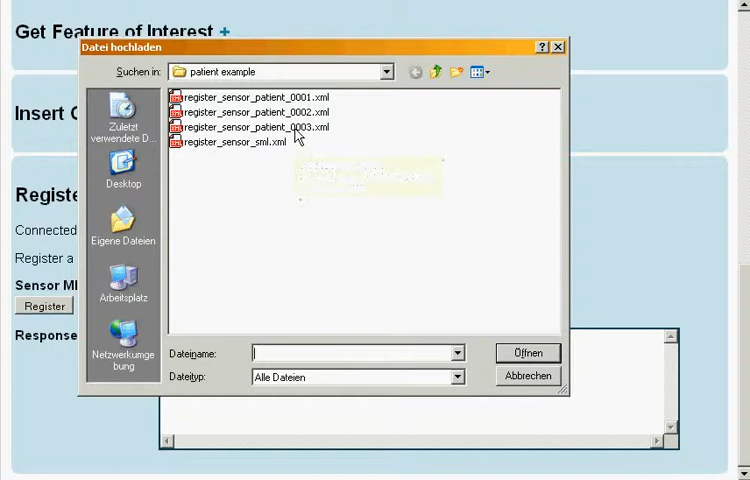 Get Feature of Interest +
Datei hochladen
Suchen in:
patient example
Zuletzt
verwendete D...
Desktop
Eigene Dateien
Arbeitsplatz
Netzwerkumge
bung
register_sensor_patient_0001.xml
register_sensor_patient_0002.xml
register_sensor_patient_0003.xml
register_sensor_sml.xml
Insert
Registe
Connected
Register a
Sensor Ml
Register
Response
Dateiname:
Öffnen
Dateityp:
Alle Dateien
Abbrechen